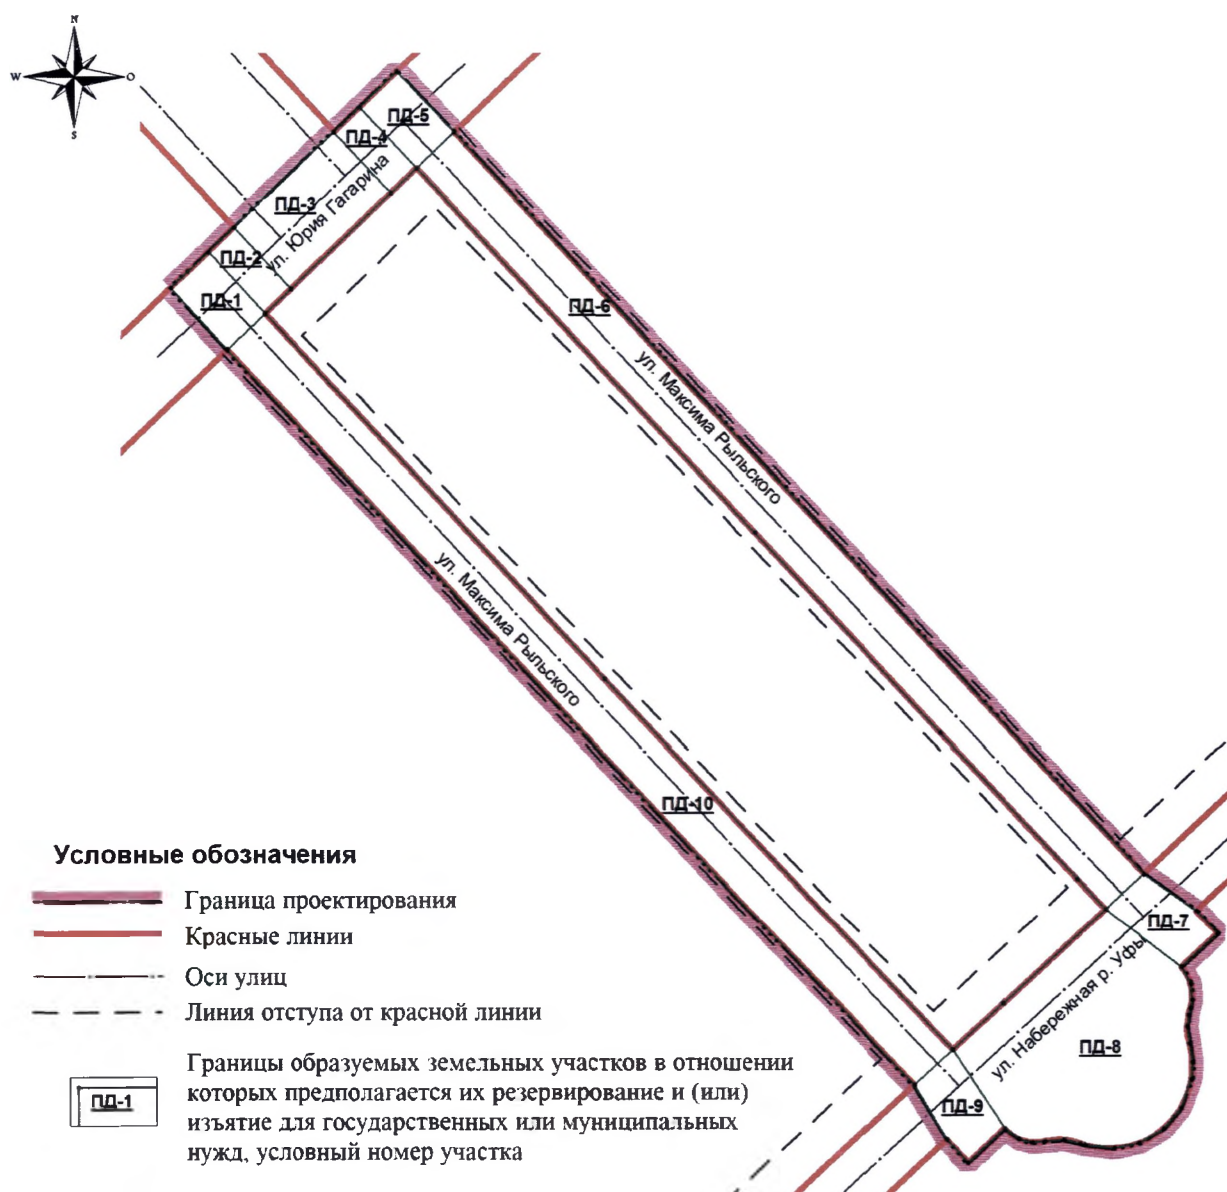 N
W
O
S
ПД-5
ПД-4
ПД-3
ул. Юрия Гагарина
ПД-2
ПД-1
ПД-6
ул. Максима Рыльского
ул. Максима Рыльского
ПД-10
ПД-7
ул. Набережная р. Уфы
ПД-8
ПД-9
Условные обозначения
Граница проектирования
Красные линии
Оси улиц
Линия отступа от красной линии
ПД-1
Границы образуемых земельных участков в отношении
которых предполагается их резервирование и (или)
изъятие для государственных или муниципальных
нужд, условный номер участка